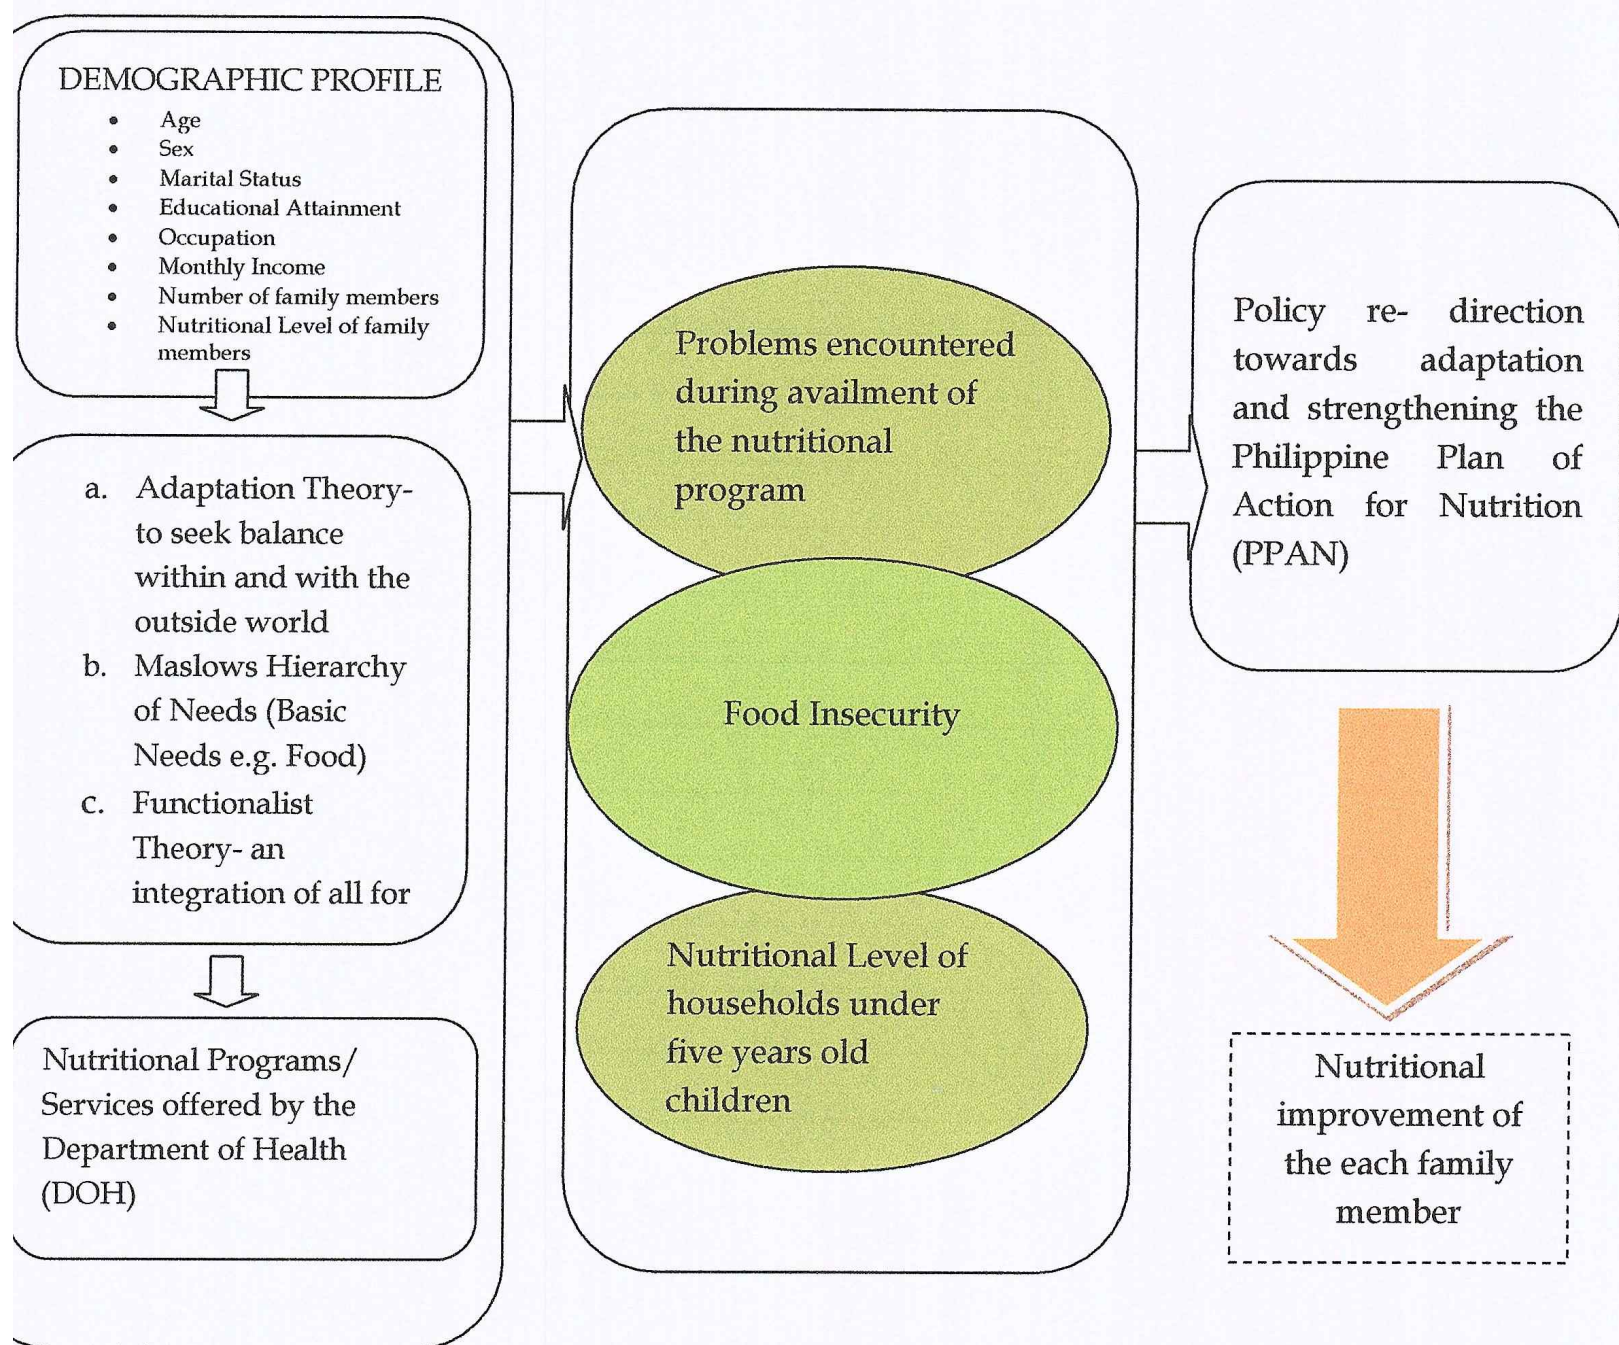 DEMOGRAPHIC PROFILE
• Age
• Sex
• Marital Status
• Educational Attainment
• Occupation
• Monthly Income
• Number of family members
• Nutritional Level of family
members
a. Adaptation Theory-
to seek balance
within and with the
outside world
b. Maslows Hierarchy
of Needs (Basic
Needs e.g. Food)
c. Functionalist
Theory- an
integration of all for
Nutritional Programs/
Services offered by the
Department of Health
(DOH)
Problems encountered
during availment of
the nutritional
program
Food Insecurity
Nutritional Level of
households under
five years old
children
Policy re- direction
towards adaptation
and strengthening the
Philippine Plan of
Action for Nutrition
(PPAN)
Nutritional
improvement of
the each family
member